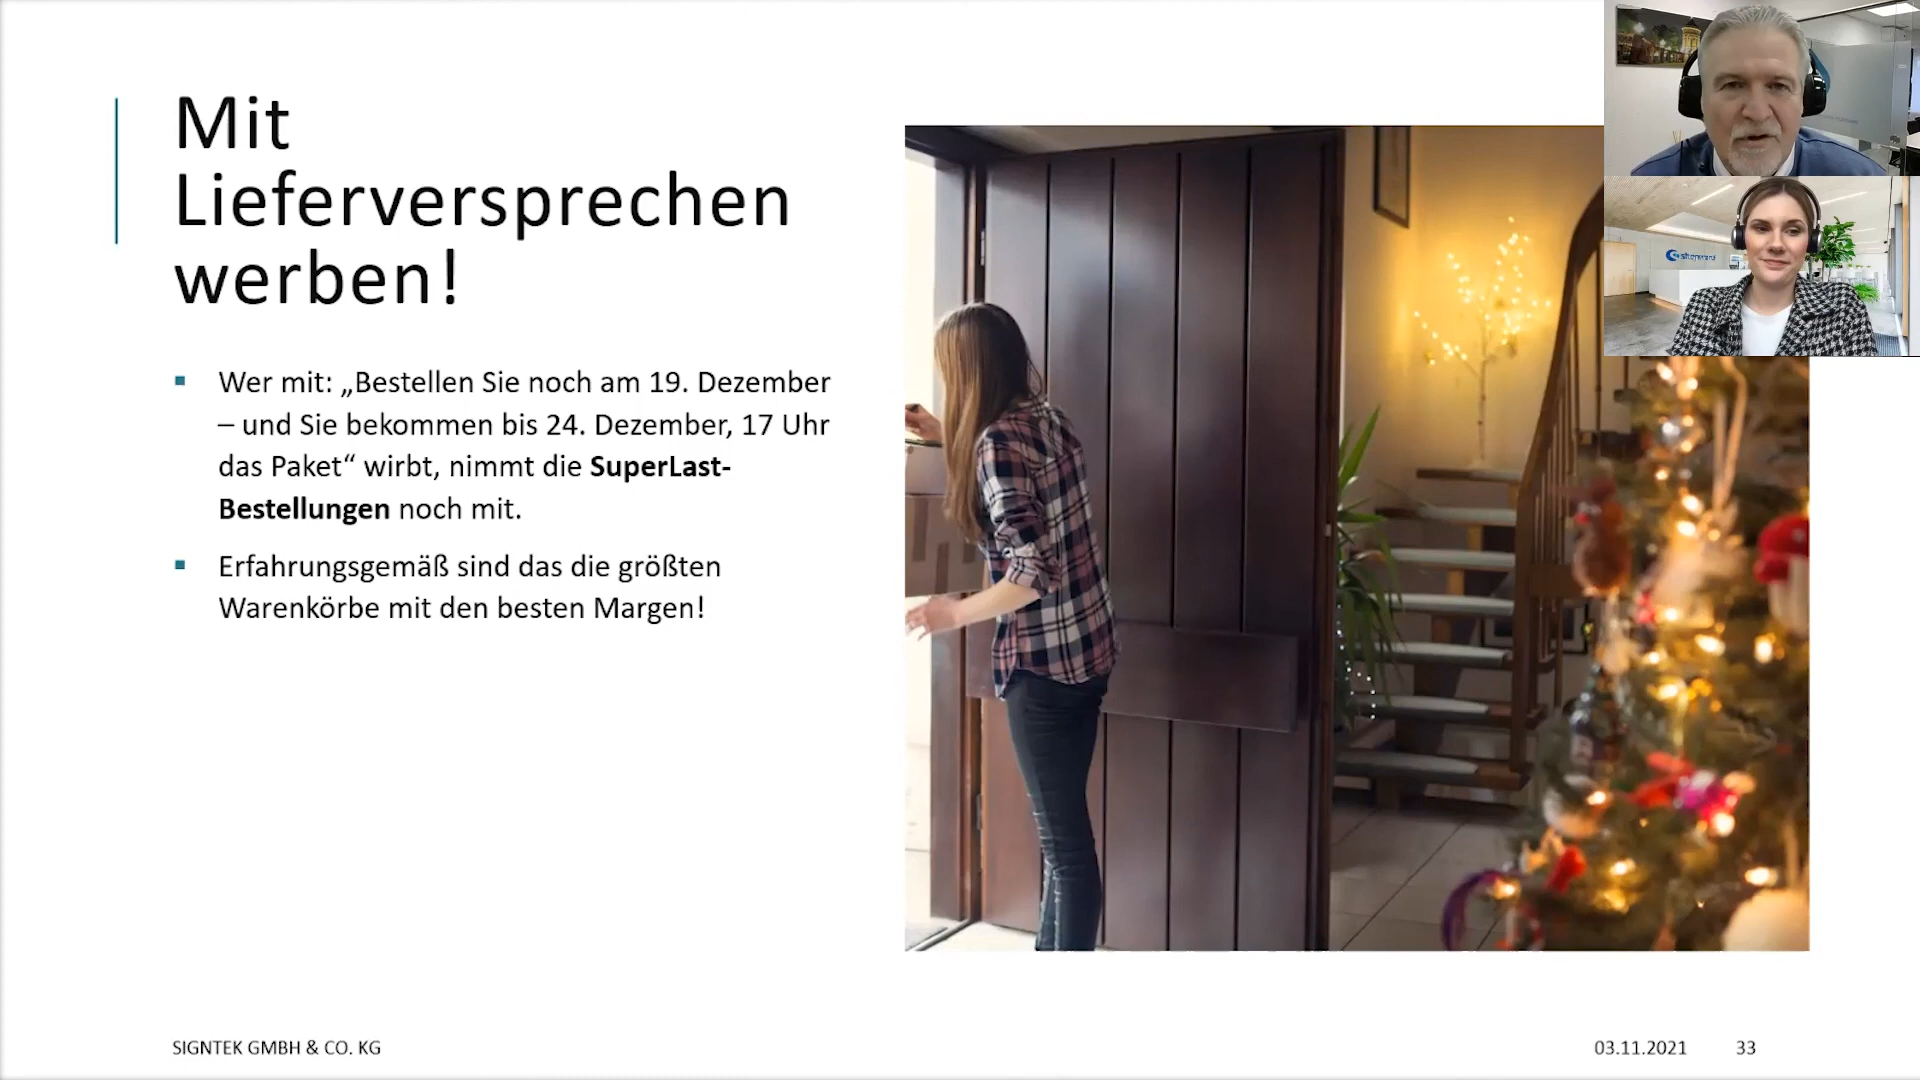 Mit
Lieferversprechen
werben!
Wer mit: „Bestellen Sie noch am 19. Dezember
– und Sie bekommen bis 24. Dezember, 17 Uhr
das Paket“ wirbt, nimmt die SuperLast-
Bestellungen noch mit.
Erfahrungsgemäß sind das die größten
Warenkörbe mit den besten Margen!
SIGNTEK GMBH & CO. KG
03.11.2021
33